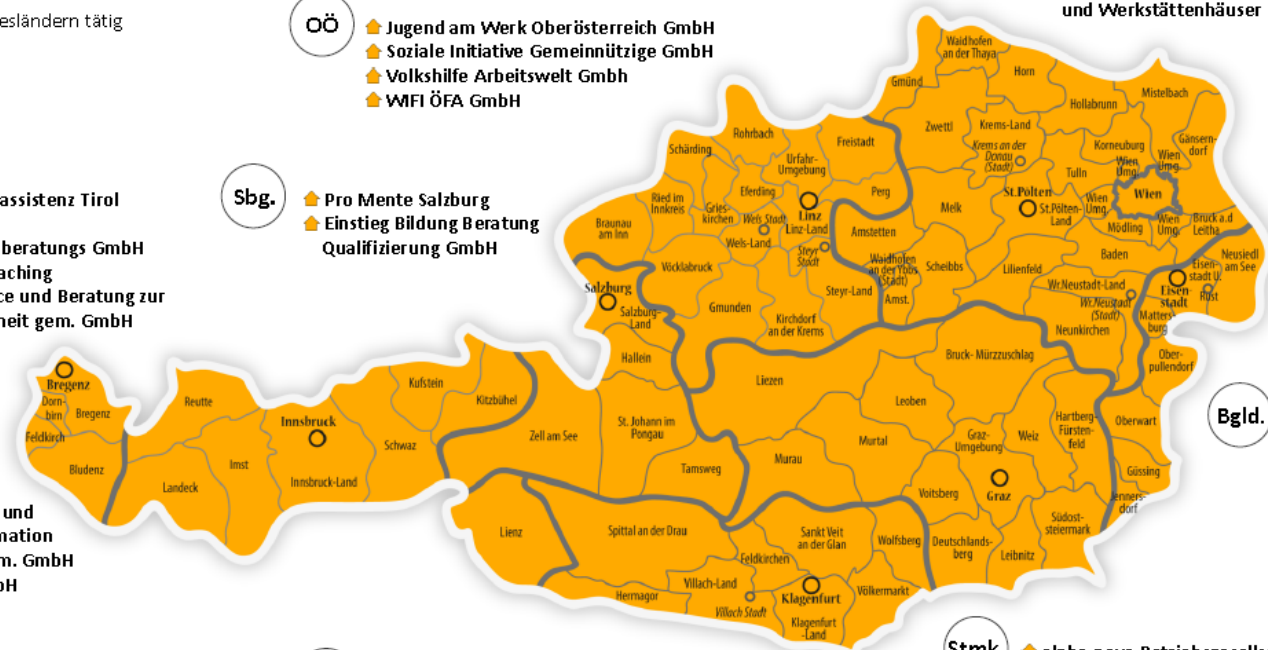 esländern tätig
OÖ
Jugend am Werk Oberösterreich GmbH
Soziale Initiative Gemeinnützige GmbH
Volkshilfe Arbeitswelt Gmbh
WIFI ÖFA GmbH
und Werkstättenhäuser
Sbg.
Pro Mente Salzburg
Einstieg Bildung Beratung
Qualifizierung GmbH
assistenz Tirol
beratungs GmbH
aching
ce und Beratung zur
heit gem. GmbH
und
mation
m. GmbH
bH
Bgld.
Stmk
Waidhofen
an der Thaya
Gmünd
Horn
Hollabrunn
Mistelbach
Zwettl
Krems-Land
Krems an der
Donau
(Stadt)
Korneuburg
Gänsern-
dorf
Wien
Umg.
Wien
Umg.
Tulln
Wien
St.Pölten
St.Pölten-
Land
Wien
Umg.
Mödling
Wien
Umg.
Bruck a.d
Leitha
Melk
Amstetten
Waidhofen
an der Ybbs
(Stadt)
Amst.
Scheibbs
Lilienfeld
Baden
Wr.Neustadt-Land
Wr.Neustadt
(Stadt)
Neunkirchen
Neusiedl
am See
Eisen-
stadt U.
Eisen-
stadt
Rust
Matters-
burg
Ober-
pullendorf
Oberwart
Güssing
Jenners-
dorf
Rohrbach
Schärding
Urfahr-
Umgebung
Freistadt
Perg
Eferding
Linz
Linz-Land
Ried im
Innkreis
Gries-
kirchen
Wels Stadt
Wels-Land
Steyr
Stadt
Braunau
am Inn
Vöcklabruck
Gmunden
Steyr-Land
Kirchdorf
an der Krems
Salzburg
Salzburg-
Land
Hallein
Zell am See
St. Johann im
Pongau
Tamsweg
Liezen
Bruck- Mürzzuschlag
Leoben
Murtal
Murau
Graz-
Umgebung
Weiz
Hartberg-
Fürsten-
feld
Graz
Voitsberg
Deutschlands-
berg
Leibnitz
Südost-
steiermark
Bregenz
Dorn-
birn
Bregenz
Feldkirch
Bludenz
Reutte
Imst
Landeck
Innsbruck
Innsbruck-Land
Schwaz
Kufstein
Kitzbühel
Lienz
Spittal an der Drau
Hermagor
Villach-Land
Villach Stadt
Feldkirchen
Sankt Veit
an der Glan
Wolfsberg
Klagenfurt
Klagenfurt
-Land
Völkermarkt